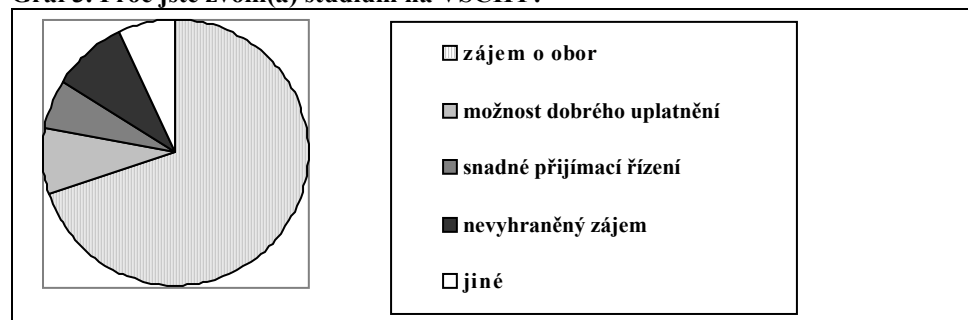 Graf 3. Proč jste zvolil(a) studium na VŠCHT?
zájem o obor
možnost dobrého uplatnění
snadné přijímací řízení
nevyhraněný zájem
jiné